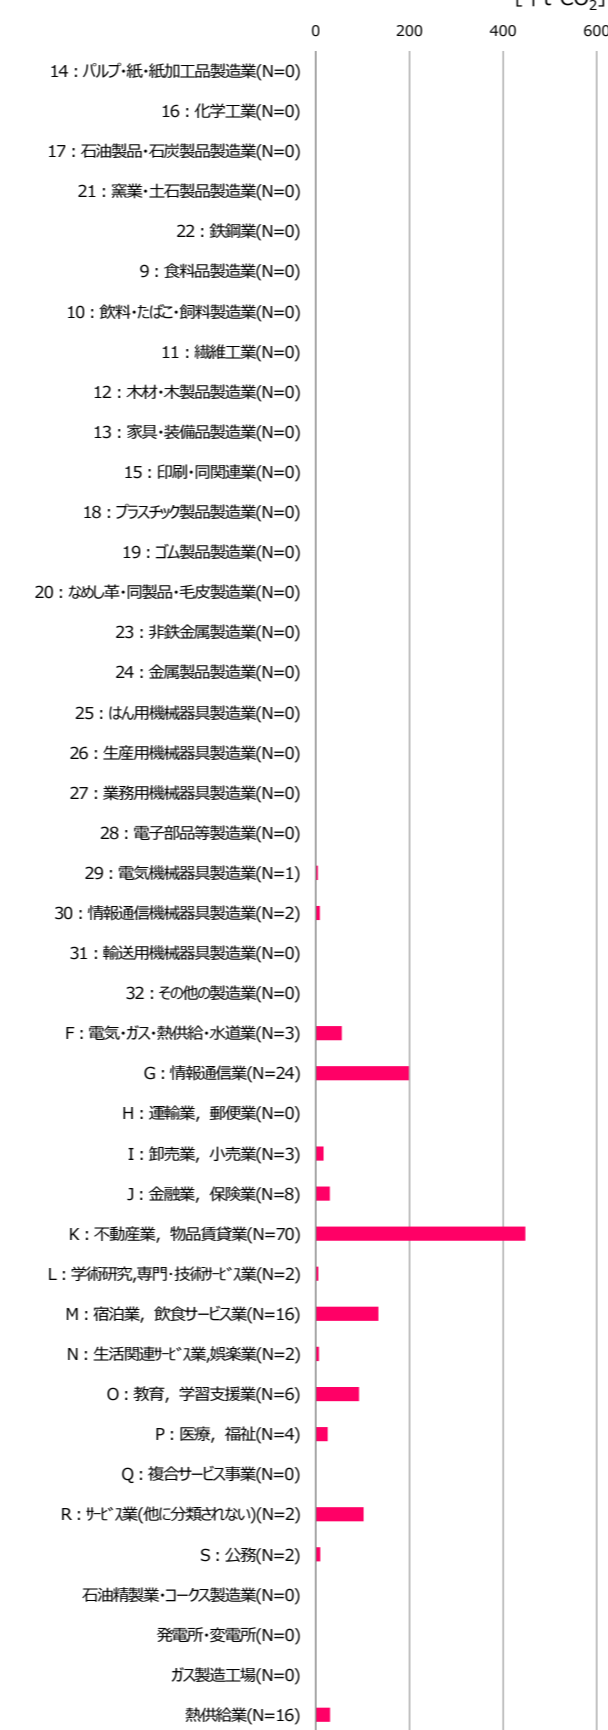 0 200 400 600
14：パルプ・紙・紙加工品製造業(N=0)
16：化学工業(N=0)
17：石油製品・石炭製品製造業(N=0)
21：窯業・土石製品製造業(N=0)
22：鉄鋼業(N=0)
9：食料品製造業(N=0)
10：飲料・たばこ・飼料製造業(N=0)
11：繊維工業(N=0)
12：木材・木製品製造業(N=0)
13：家具・装備品製造業(N=0)
15：印刷・同関連業(N=0)
18：プラスチック製品製造業(N=0)
19：ゴム製品製造業(N=0)
20：なめし革・同製品・毛皮製造業(N=0)
23：非鉄金属製造業(N=0)
24：金属製品製造業(N=0)
25：はん用機械器具製造業(N=0)
26：生産用機械器具製造業(N=0)
27：業務用機械器具製造業(N=0)
28：電子部品等製造業(N=0)
29：電気機械器具製造業(N=1)
30：情報通信機械器具製造業(N=2)
31：輸送用機械器具製造業(N=0)
32：その他の製造業(N=0)
F：電気・ガス・熱供給・水道業(N=3)
G：情報通信業(N=24)
H：運輸業，郵便業(N=0)
I：卸売業，小売業(N=3)
J：金融業，保険業(N=8)
K：不動産業，物品賃貸業(N=70)
L：学術研究,専門・技術ｻｰﾋﾞｽ業(N=2)
M：宿泊業，飲食サービス業(N=16)
N：生活関連ｻｰﾋﾞｽ業,娯楽業(N=2)
O：教育，学習支援業(N=6)
P：医療，福祉(N=4)
Q：複合サービス事業(N=0)
R：ｻｰﾋﾞｽ業(他に分類されない)(N=2)
S：公務(N=2)
石油精製業・コークス製造業(N=0)
発電所・変電所(N=0)
ガス製造工場(N=0)
熱供給業(N=16)